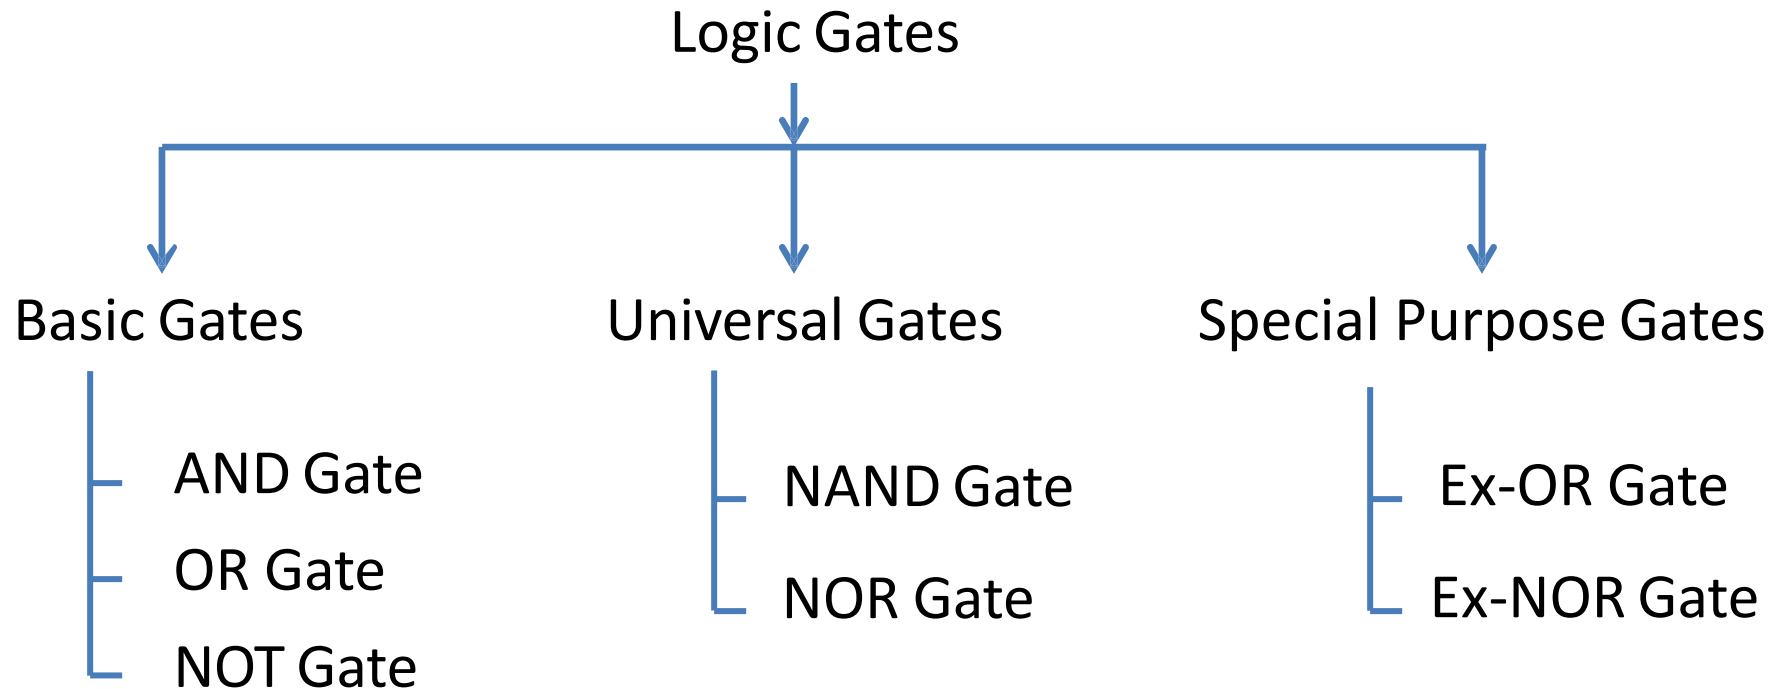 Logic Gates
Basic Gates
AND Gate
OR Gate
NOT Gate
Universal Gates
NAND Gate
NOR Gate
Special Purpose Gates
Ex-OR Gate
Ex-NOR Gate